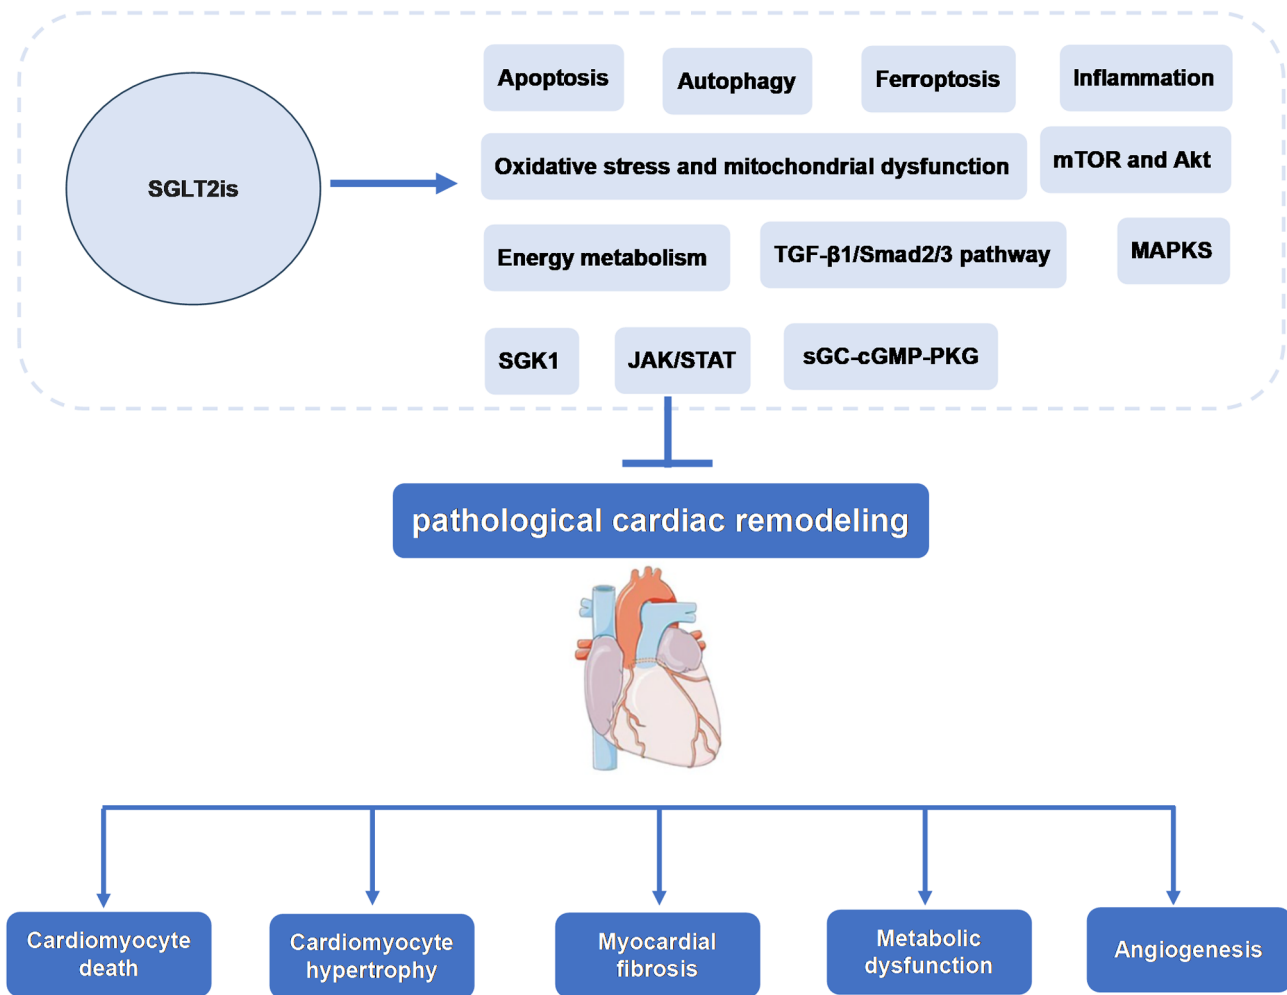 Apoptosis
Autophagy
Ferroptosis
Inflammation
SGLT2is
Oxidative stress and mitochondrial dysfunction
mTOR and Akt
Energy metabolism
TGF-β1/Smad2/3 pathway
MAPKS
SGK1
JAK/STAT
sGC-cGMP-PKG
pathological cardiac remodeling
Cardiomyocyte
death
Cardiomyocyte
hypertrophy
Myocardial
fibrosis
Metabolic
dysfunction
Angiogenesis